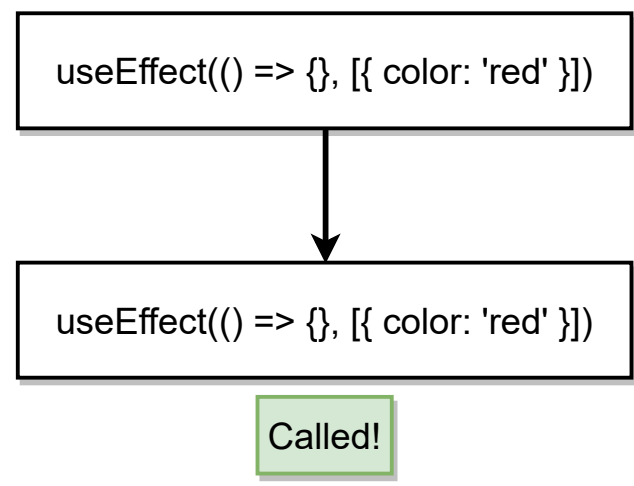 useEffect(() => {}, [{ color: 'red' }])
useEffect(() => {}, [{ color: 'red' }])
Called!